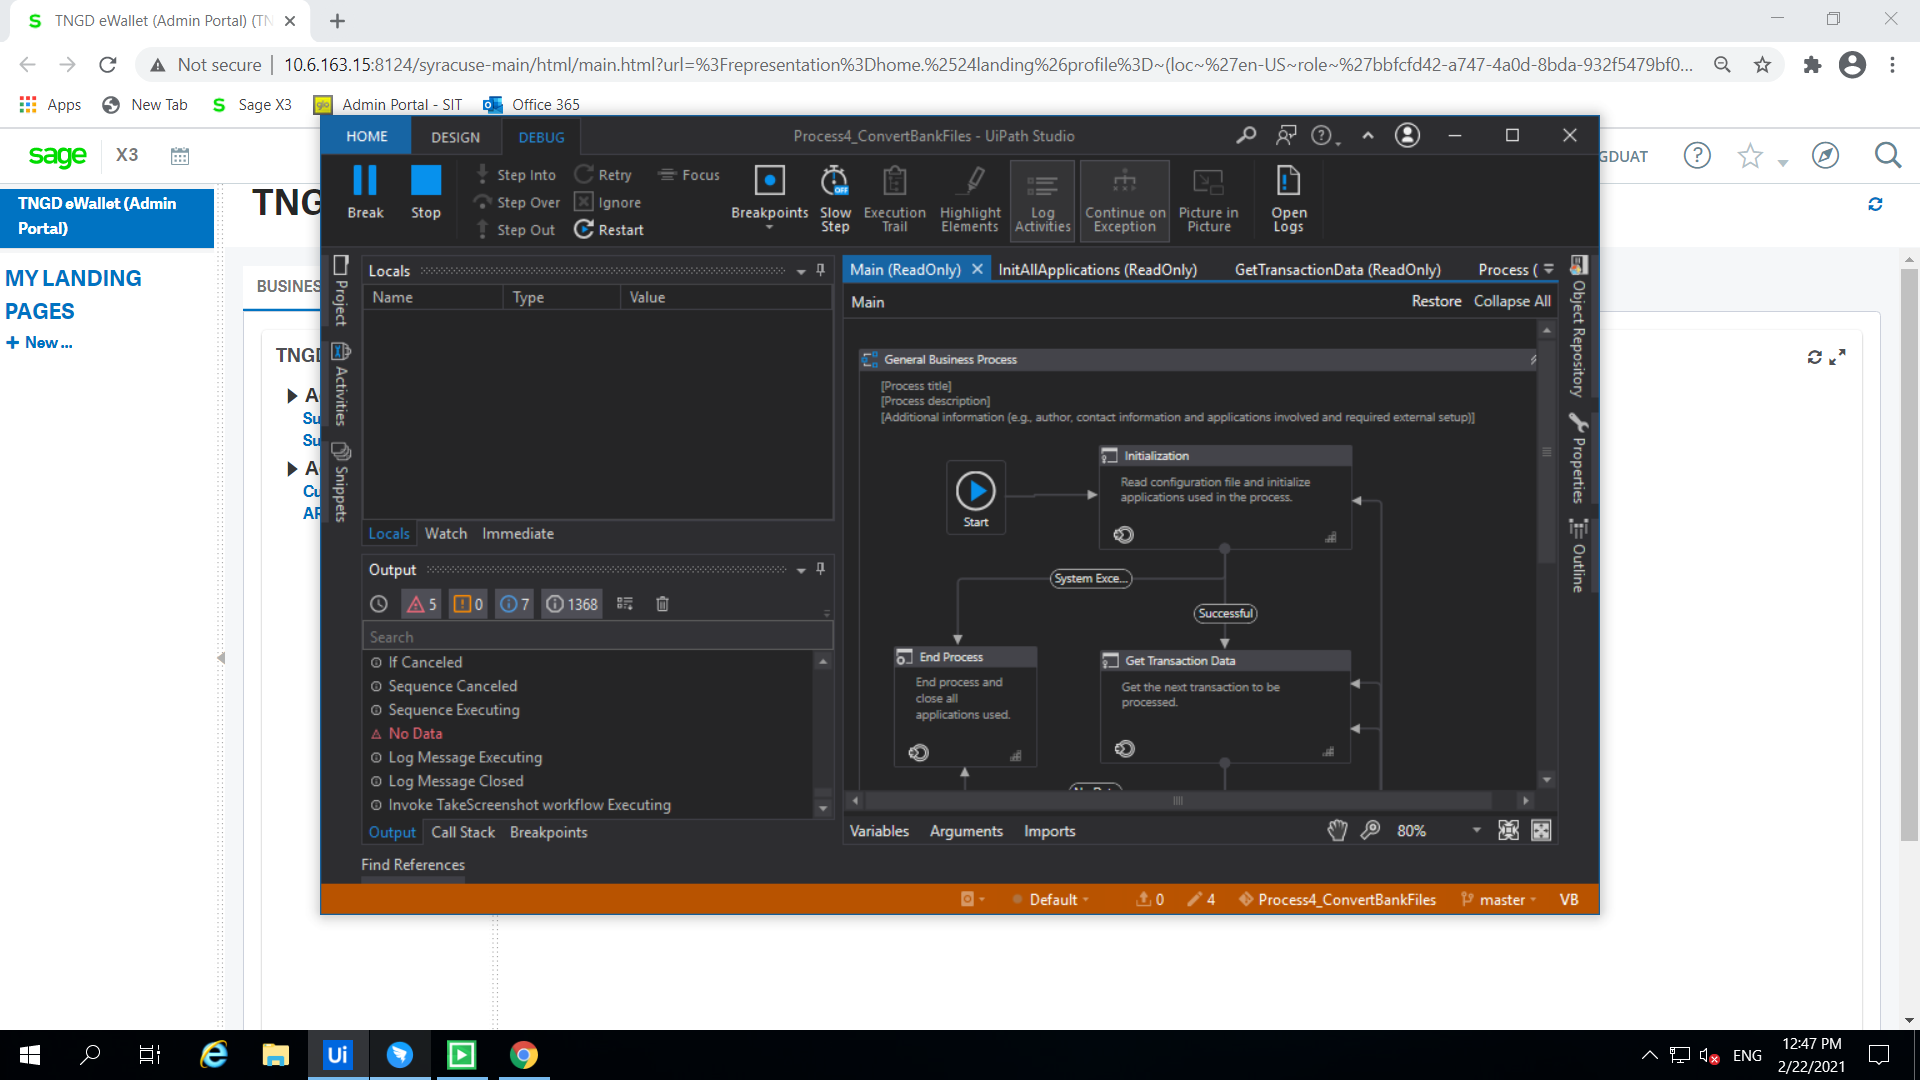 TNGD eWallet (Admin Portal) (TN
Not secure
10.6.163.15:8124/syracuse-main/html/main.html?url=%3Frepresentation%3Dhome.%2524landing%26profile%3D~(loc~%27en-US~role~%27bbfcfd42-a747-4a0d-8bda-932f5479bf0...
Apps
New Tab
Sage X3
Admin Portal - SIT
Office 365
sage
X3
GDUAT
TNGD eWallet (Admin
Portal)
MY LANDING
PAGES
+ New ...
TNG
BUSINES
TNGD
A
Su
Su
A
Cu
AF
HOME
DESIGN
DEBUG
Process4_ConvertBankFiles - UiPath Studio
Break
Stop
Step Into
Step Over
Step Out
Retry
Ignore
Restart
Focus
Breakpoints
Slow
Step
OFF
Execution
Trail
Highlight
Elements
Log
Activities
Continue on
Exception
Picture in
Picture
Open
Logs
Project
Activities
Snippets
Locals
Name
Type
Value
Locals
Watch
Immediate
Output
5
0
7
1368
Search
If Canceled
Sequence Canceled
Sequence Executing
No Data
Log Message Executing
Log Message Closed
Invoke TakeScreenshot workflow Executing
Output
Call Stack
Breakpoints
Find References
Main (ReadOnly)
InitAllApplications (ReadOnly)
GetTransactionData (ReadOnly)
Process (
Main
Restore
Collapse All
General Business Process
[Process title]
[Process description]
[Additional information (e.g., author, contact information and applications involved and required external setup)]
Start
Initialization
Read configuration file and initialize
applications used in the process.
System Exce...
Successful
End Process
End process and
close all
applications used.
Get Transaction Data
Get the next transaction to be
processed.
Variables
Arguments
Imports
80%
Object Repository
Properties
Outline
Default
0
4
Process4_ConvertBankFiles
master
VB
Ui
ENG
12:47 PM
2/22/2021